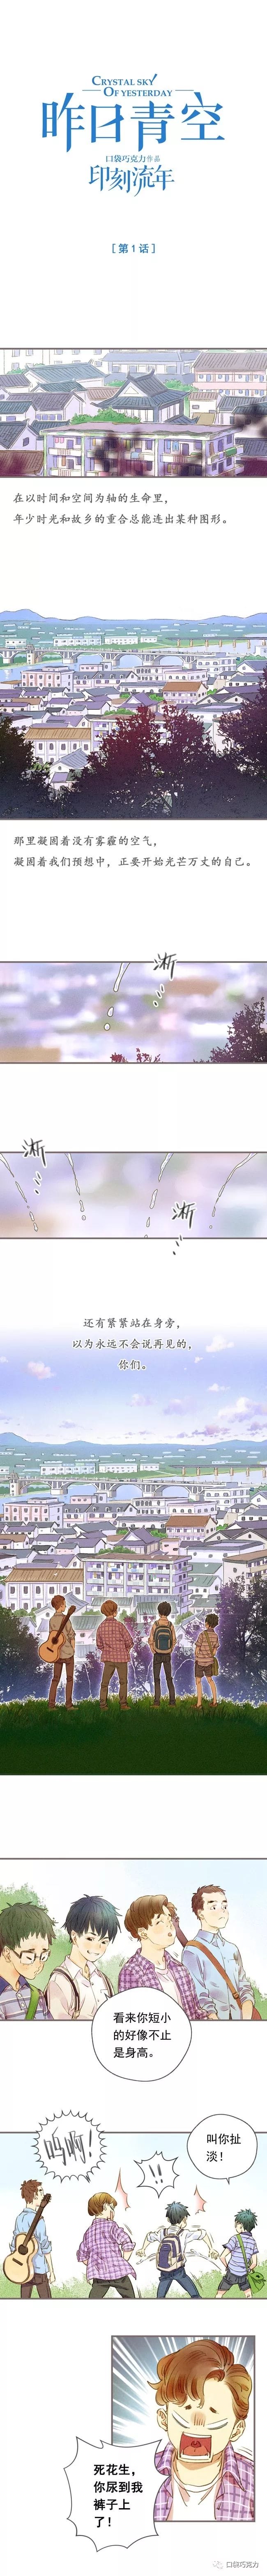 CRYSTAL SKY
OF YESTERDAY
昨日青空
口袋巧克力作品
印刻流年
[第1话]
在以时间和空间为轴的生命里，
年少时光和故乡的重合总能连出某种图形。
那里凝固着没有雾霾的空气，
凝固着我们预想中，正要开始光芒万丈的自己。
淅
淅
淅
还有紧紧站在身旁，
以为永远不会说再见的，
你们。
看来你短小
的好像不止
是身高。
叫你扯
淡！
呜啊！
!!
死花生，
你尿到我
裤子上
了！
口袋巧克力